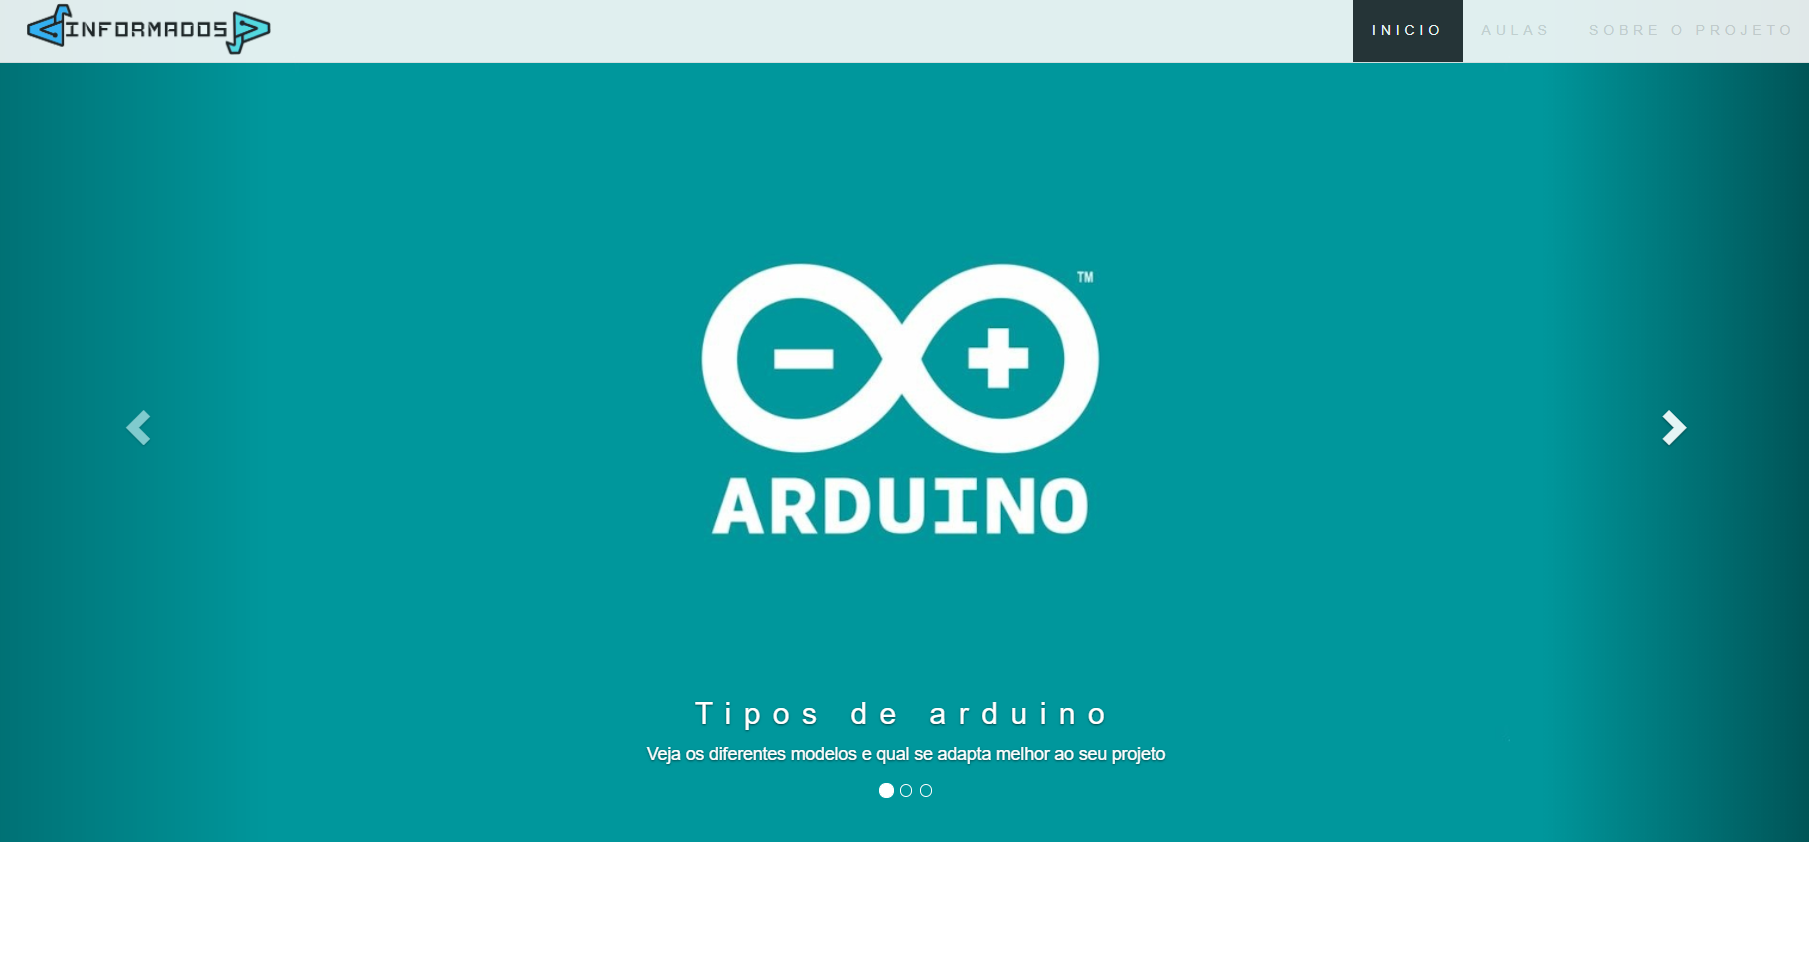 INFORMADOS
INICIO
AULAS
SOBRE O PROJETO
TM
ARDUINO
Tipos de arduino
Veja os diferentes modelos e qual se adapta melhor ao seu projeto